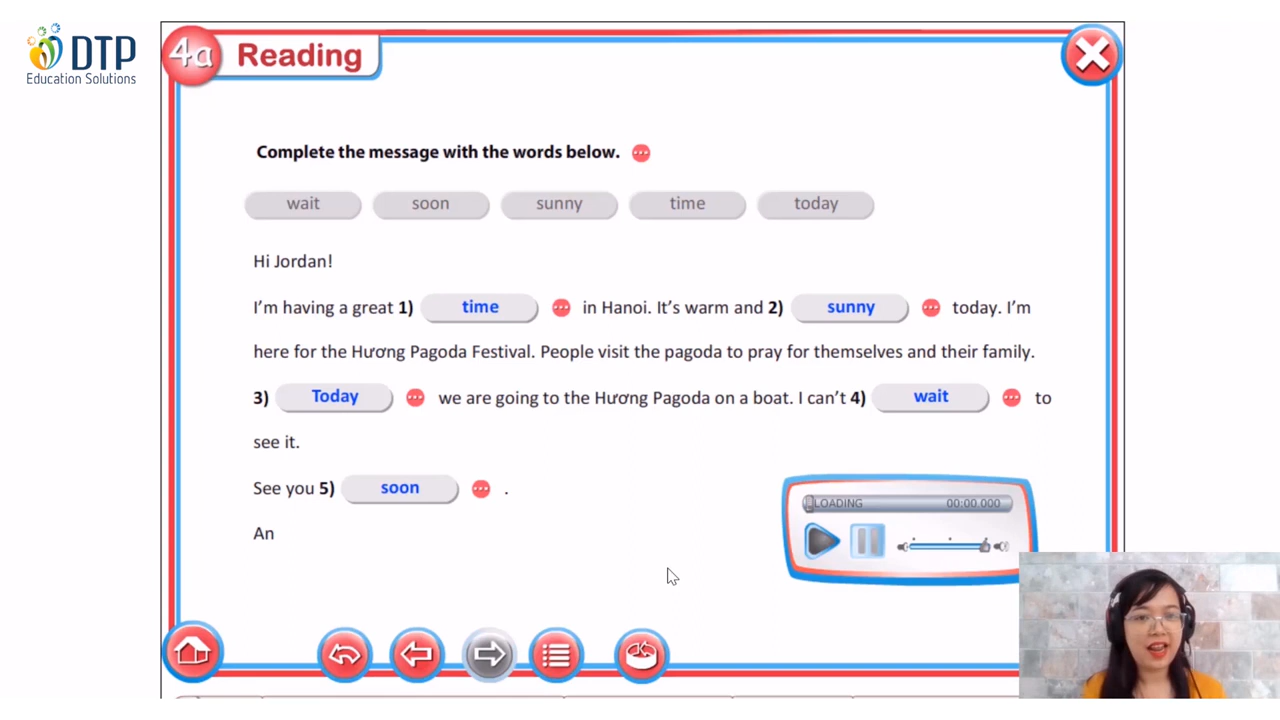 DTP
Education Solutions
4a Reading
Complete the message with the words below.
wait soon sunny time today
Hi Jordan!
I'm having a great 1) time in Hanoi. It's warm and 2) sunny today. I'm
here for the Hương Pagoda Festival. People visit the pagoda to pray for themselves and their family.
3) Today we are going to the Hương Pagoda on a boat. I can't 4) wait to
see it.
See you 5) soon .
An
LOADING 00:00.000